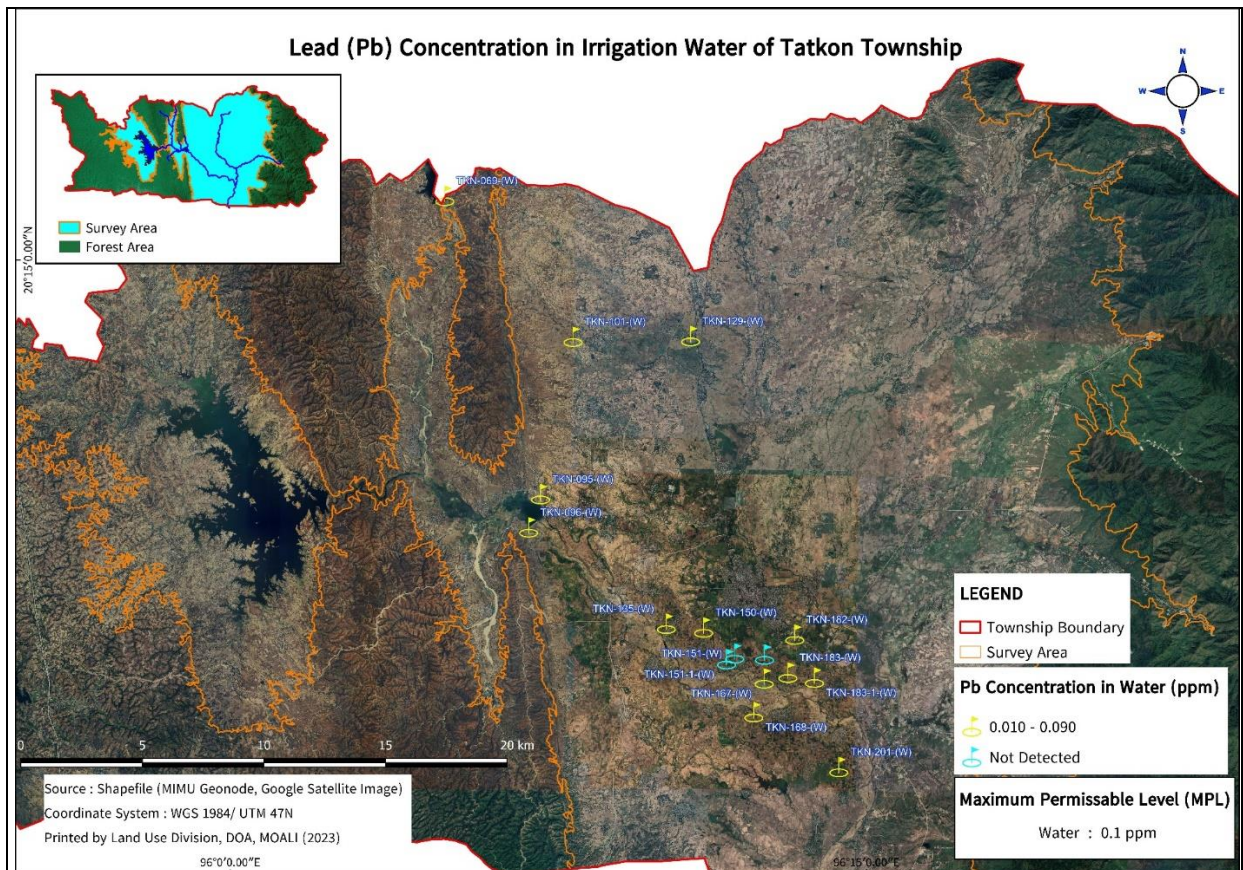 Lead (Pb) Concentration in Irrigation Water of Tatkon Township
N
W E
S
Survey Area
Forest Area
20°15'0.00"N
TKN-069-(W)
TKN-101-(W)
TKN-129-(W)
TKN-095-(W)
TKN-096-(W)
TKN-195-(W)
TKN-150-(W)
TKN-182-(W)
TKN-151-(W)
TKN-183-(W)
TKN-151-1-(W)
TKN-167-(W)
TKN-183-1-(W)
TKN-168-(W)
TKN-201-(W)
LEGEND
Township Boundary
Survey Area
Pb Concentration in Water (ppm)
0.010 - 0.090
Not Detected
Maximum Permissable Level (MPL)
Water : 0.1 ppm
0 5 10 15 20 km
Source : Shapefile (MIMU Geonode, Google Satellite Image)
Coordinate System : WGS 1984/ UTM 47N
Printed by Land Use Division, DOA, MOALI (2023)
96°0'0.00"E
96°15'0.00"E